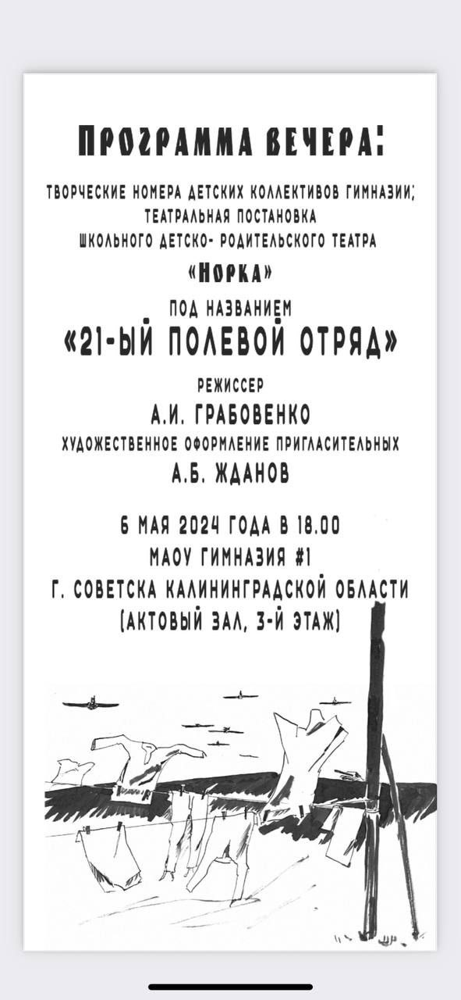 Программа вечера:
ТВОРЧЕСКИЕ НОМЕРА ДЕТСКИХ КОЛЛЕКТИВОВ ГИМНАЗИИ;
ТЕАТРАЛЬНАЯ ПОСТАНОВКА
ШКОЛЬНОГО ДЕТСКО- РОДИТЕЛЬСКОГО ТЕАТРА
«Норка»
ПОД НАЗВАНИЕМ
«21-ЫЙ ПОЛЕВОЙ ОТРЯД»
РЕЖИССЕР
А.И. ГРАБОВЕНКО
ХУДОЖЕСТВЕННОЕ ОФОРМЛЕНИЕ ПРИГЛАСИТЕЛЬНЫХ
А.Б. ЖДАНОВ
6 МАЯ 2024 ГОДА В 18.00
МАОУ ГИМНАЗИЯ #1
Г. СОВЕТСКА КАЛИНИНГРАДСКОЙ ОБЛАСТИ
(АКТОВЫЙ ЗАЛ, 3-Й ЭТАЖ)